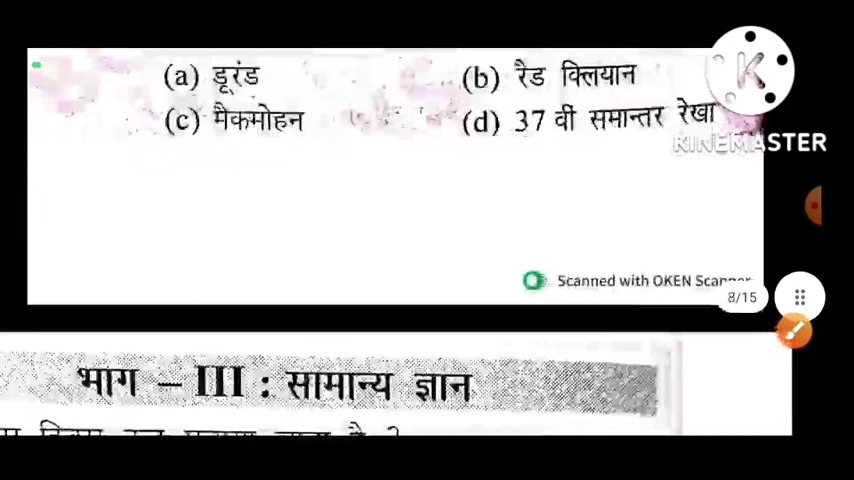 (a) डूरंड (b) रैड क्लियान
(c) मैकमोहन (d) 37 वी समान्तर रेखा
KINEMASTER
Scanned with OKEN Scanner
8/15
भाग – III : सामान्य ज्ञान